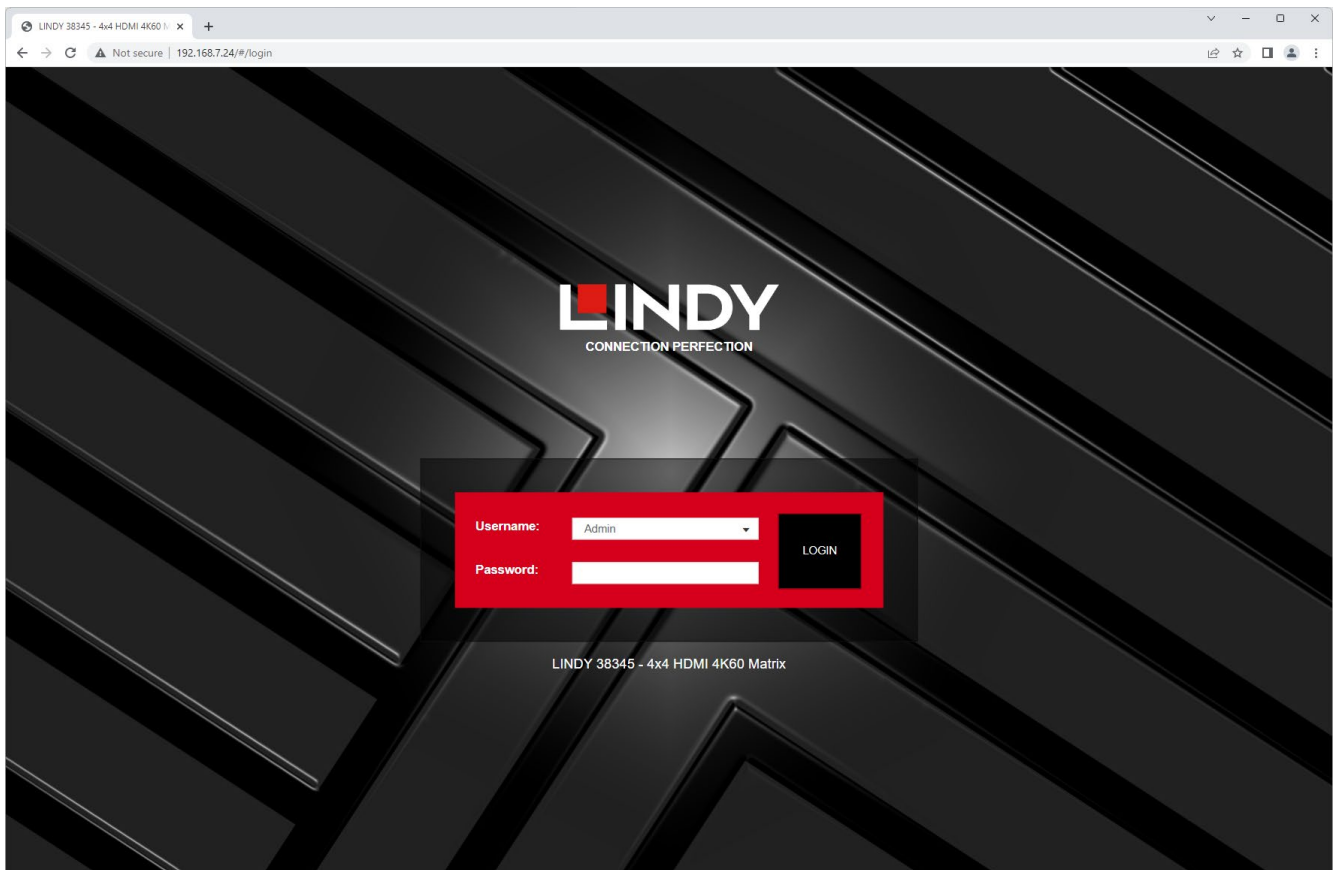 LINDY 38345 - 4x4 HDMI 4K60
Not secure | 192.168.7.24/#/login
LINDY
CONNECTION PERFECTION
Username:
Admin
LOGIN
Password:
LINDY 38345 - 4x4 HDMI 4K60 Matrix